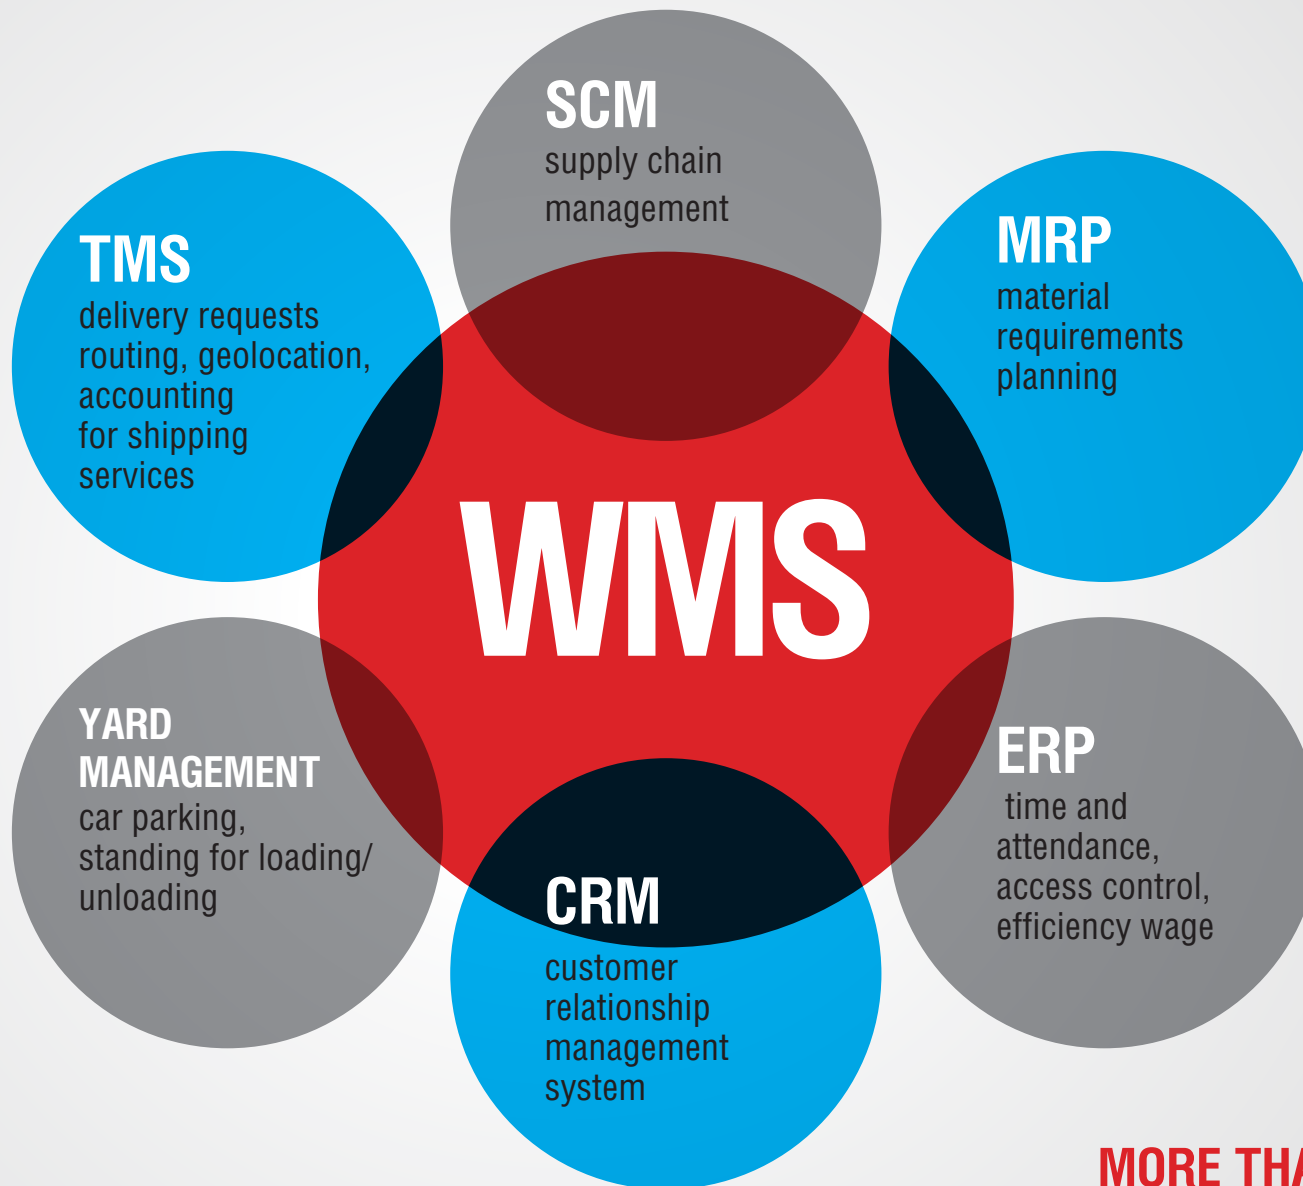 SCM
supply chain
management
TMS
delivery requests
routing, geolocation,
accounting
for shipping
services
MRP
material
requirements
planning
WMS
YARD
MANAGEMENT
car parking,
standing for loading/
unloading
ERP
time and
attendance,
access control,
efficiency wage
CRM
customer
relationship
management
system
MORE